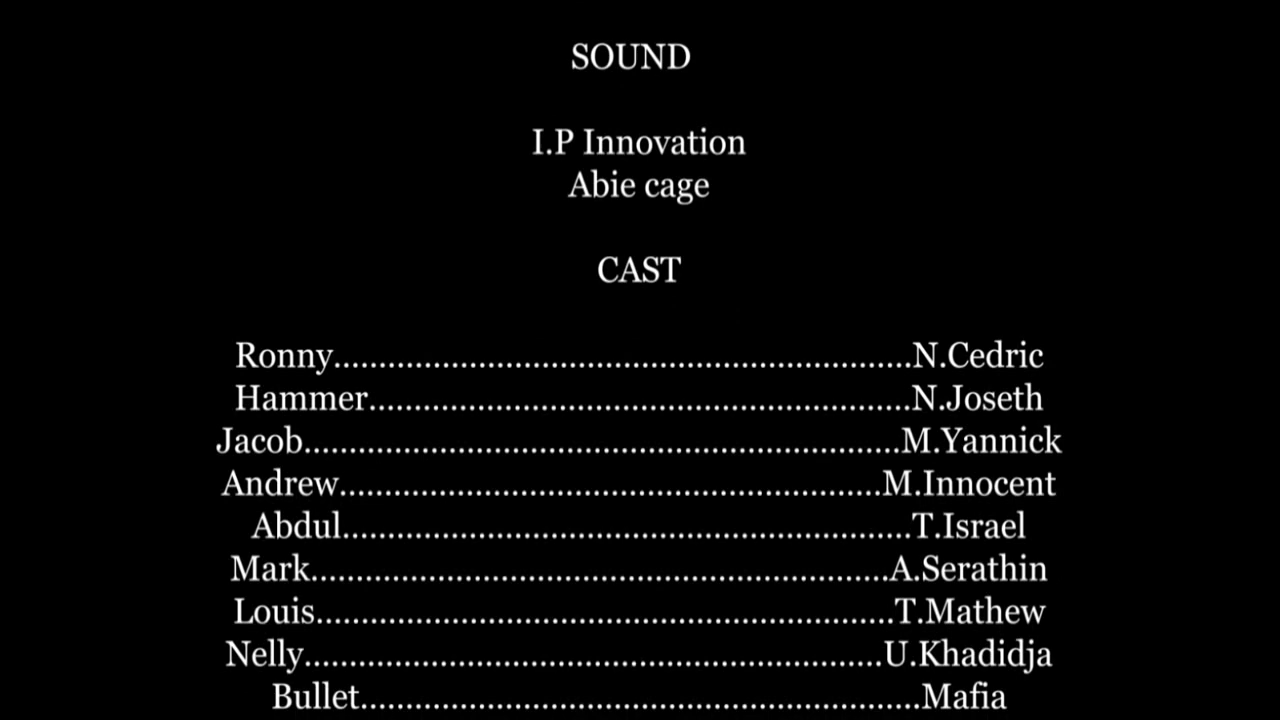 SOUND
I.P Innovation
Abie cage
CAST
Ronny................................................................N.Cedric
Hammer............................................................N.Joseth
Jacob..................................................................M.Yannick
Andrew............................................................M.Innocent
Abdul...............................................................T.Israel
Mark................................................................A.Serathin
Louis................................................................T.Mathew
Nelly................................................................U.Khadidja
Bullet..............................................................Mafia